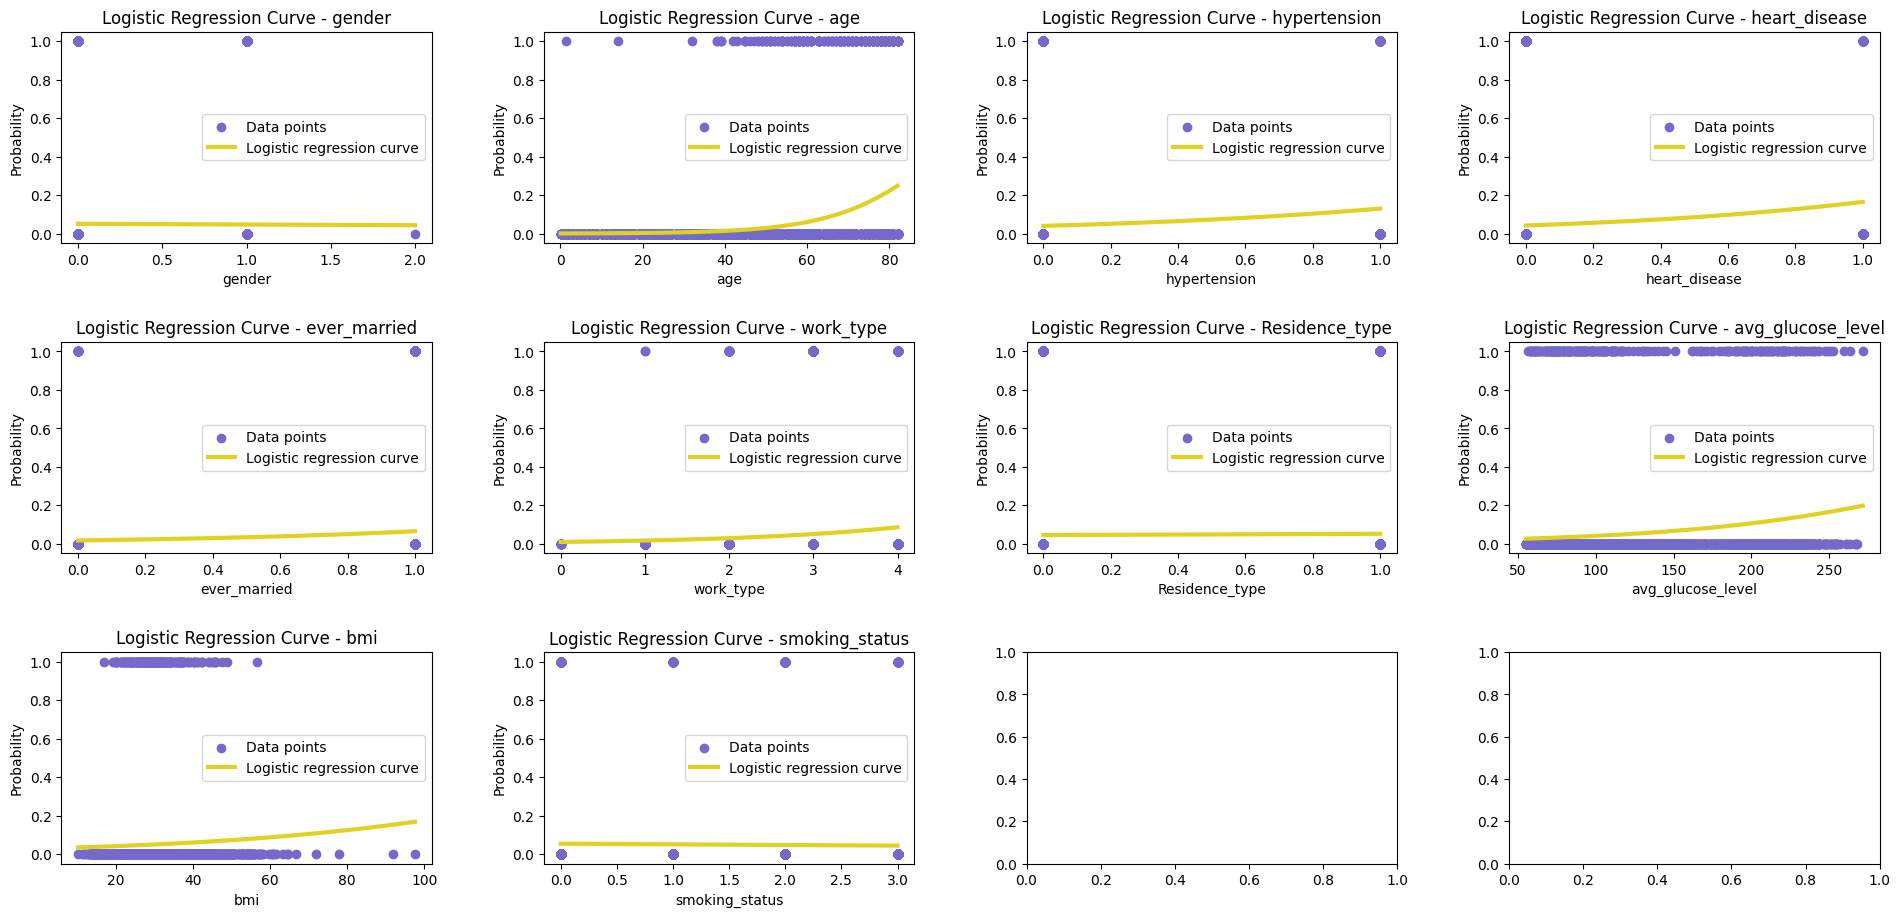 Logistic Regression Curve - gender
1.0
0.8
0.6
0.4
0.2
0.0
Probability
Data points
Logistic regression curve
0.0 0.5 1.0 1.5 2.0
gender
Logistic Regression Curve - age
1.0
0.8
0.6
0.4
0.2
0.0
Probability
Data points
Logistic regression curve
0 20 40 60 80
age
Logistic Regression Curve - hypertension
1.0
0.8
0.6
0.4
0.2
0.0
Probability
Data points
Logistic regression curve
0.0 0.2 0.4 0.6 0.8 1.0
hypertension
Logistic Regression Curve - heart_disease
1.0
0.8
0.6
0.4
0.2
0.0
Probability
Data points
Logistic regression curve
0.0 0.2 0.4 0.6 0.8 1.0
heart_disease
Logistic Regression Curve - ever_married
1.0
0.8
0.6
0.4
0.2
0.0
Probability
Data points
Logistic regression curve
0.0 0.2 0.4 0.6 0.8 1.0
ever_married
Logistic Regression Curve - work_type
1.0
0.8
0.6
0.4
0.2
0.0
Probability
Data points
Logistic regression curve
0 1 2 3 4
work_type
Logistic Regression Curve - Residence_type
1.0
0.8
0.6
0.4
0.2
0.0
Probability
Data points
Logistic regression curve
0.0 0.2 0.4 0.6 0.8 1.0
Residence_type
Logistic Regression Curve - avg_glucose_level
1.0
0.8
0.6
0.4
0.2
0.0
Probability
Data points
Logistic regression curve
50 100 150 200 250
avg_glucose_level
Logistic Regression Curve - bmi
1.0
0.8
0.6
0.4
0.2
0.0
Probability
Data points
Logistic regression curve
20 40 60 80 100
bmi
Logistic Regression Curve - smoking_status
1.0
0.8
0.6
0.4
0.2
0.0
Probability
Data points
Logistic regression curve
0.0 0.5 1.0 1.5 2.0 2.5 3.0
smoking_status
1.0
0.8
0.6
0.4
0.2
0.0
0.0 0.2 0.4 0.6 0.8 1.0
1.0
0.8
0.6
0.4
0.2
0.0
0.0 0.2 0.4 0.6 0.8 1.0